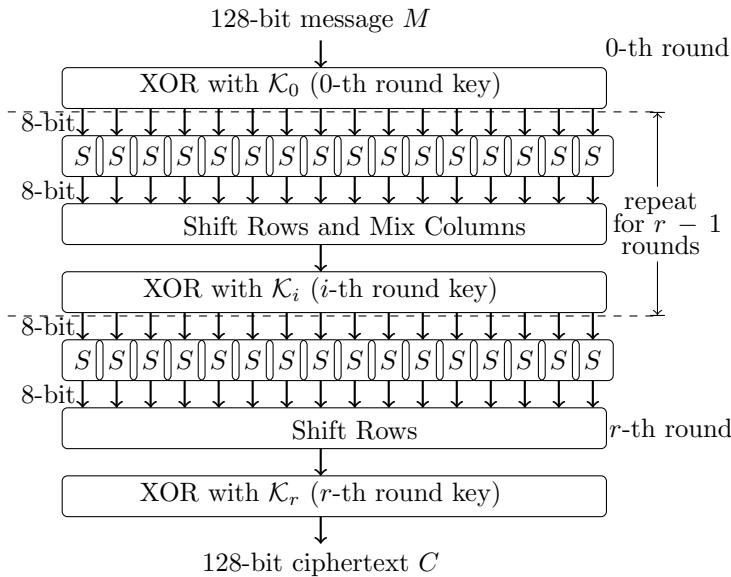 128-bit message M
0-th round
XOR with 𝒦₀ (0-th round key)
8-bit
S S S S S S S S S S S S S S S S
8-bit
Shift Rows and Mix Columns
repeat
for r − 1
rounds
XOR with 𝒦ᵢ (i-th round key)
8-bit
S S S S S S S S S S S S S S S S
8-bit
Shift Rows
r-th round
XOR with 𝒦ᵣ (r-th round key)
128-bit ciphertext C